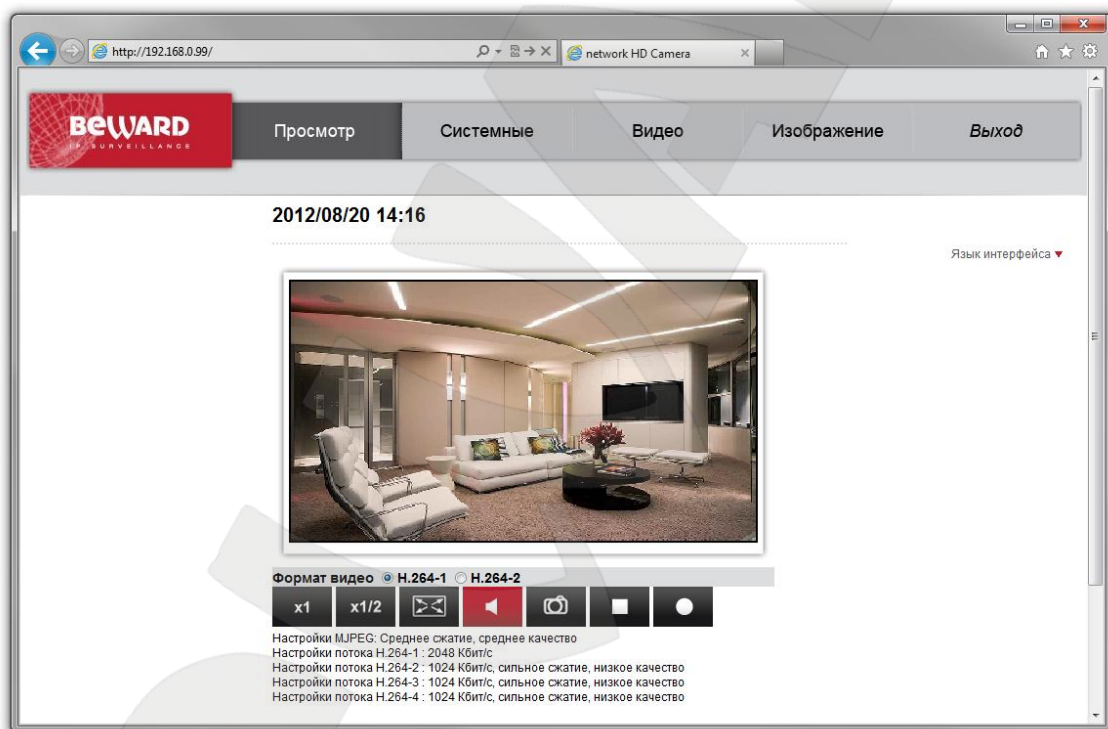 http://192.168.0.99/
network HD Camera
BEWARD
IP SURVEILLANCE
Просмотр
Системные
Видео
Изображение
Выход
2012/08/20 14:16
Язык интерфейса
Формат видео H.264-1 H.264-2
x1 x1/2
Настройки MJPEG: Среднее сжатие, среднее качество
Настройки потока H.264-1 : 2048 Кбит/с
Настройки потока H.264-2 : 1024 Кбит/с, сильное сжатие, низкое качество
Настройки потока H.264-3 : 1024 Кбит/с, сильное сжатие, низкое качество
Настройки потока H.264-4 : 1024 Кбит/с, сильное сжатие, низкое качество